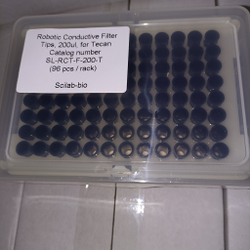 Robotic Conductive Filter
Tips, 200ul, for Tecan
Catalog number
SL-RCT-F-200-T
(96 pcs / rack)
Scilab-bio